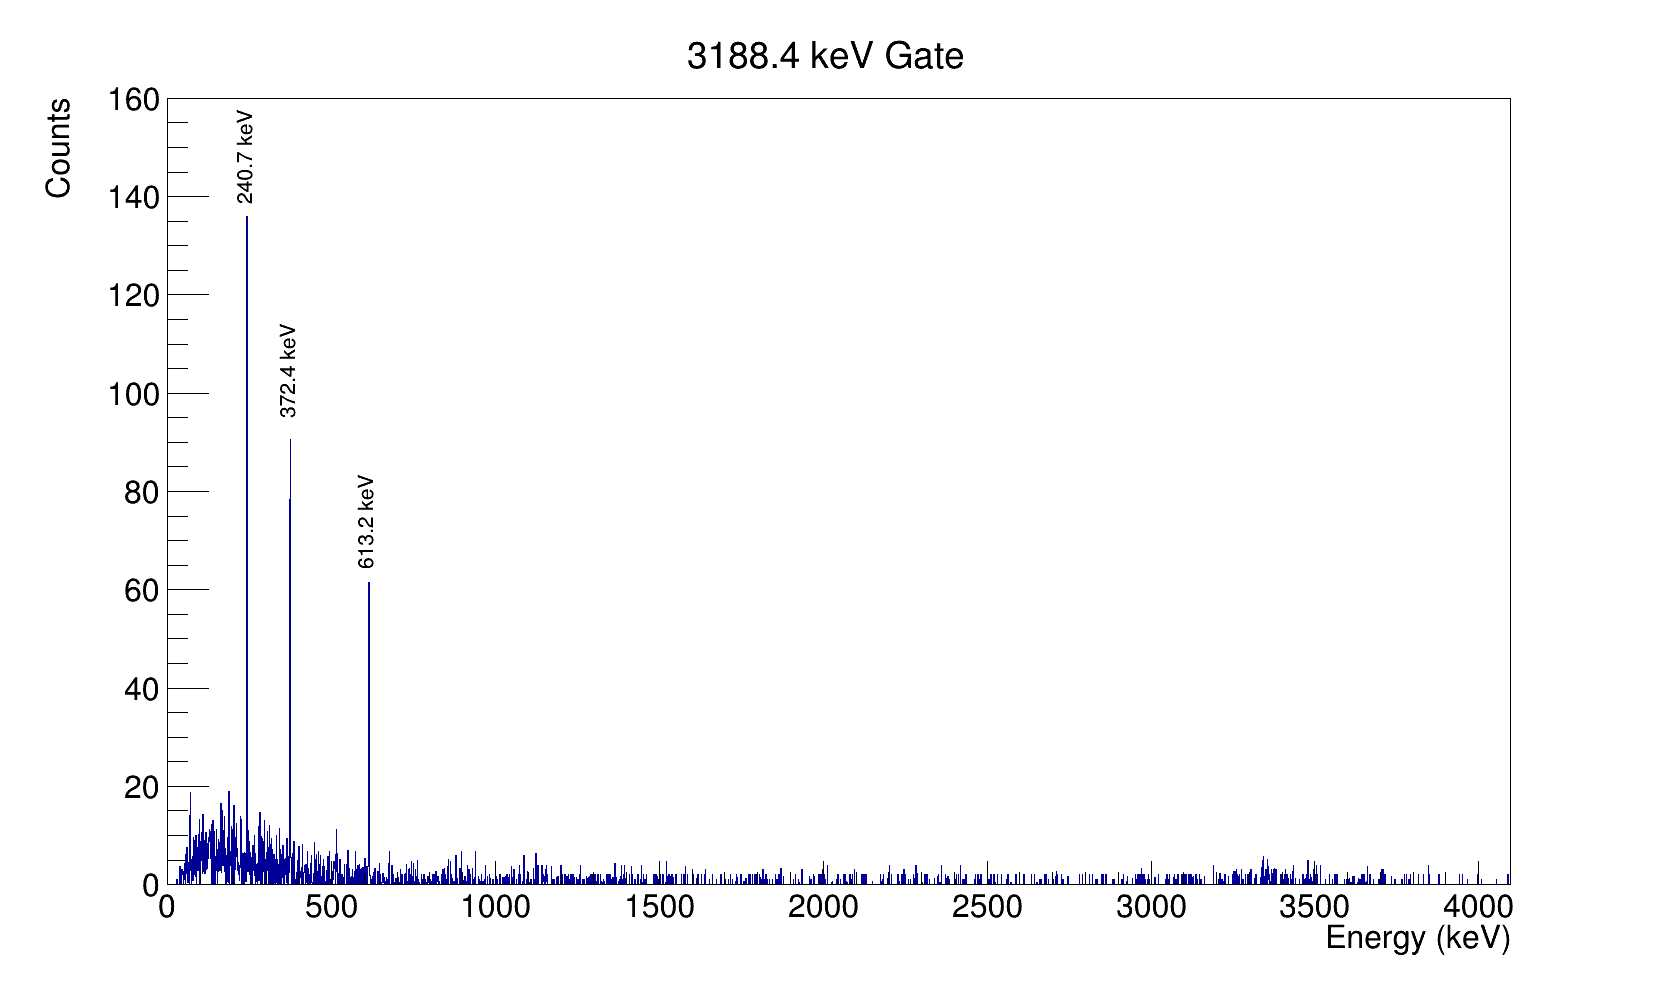 3188.4 keV Gate
Counts
160
140
120
100
80
60
40
20
0
240.7 keV
372.4 keV
613.2 keV
0 500 1000 1500 2000 2500 3000 3500 4000
Energy (keV)